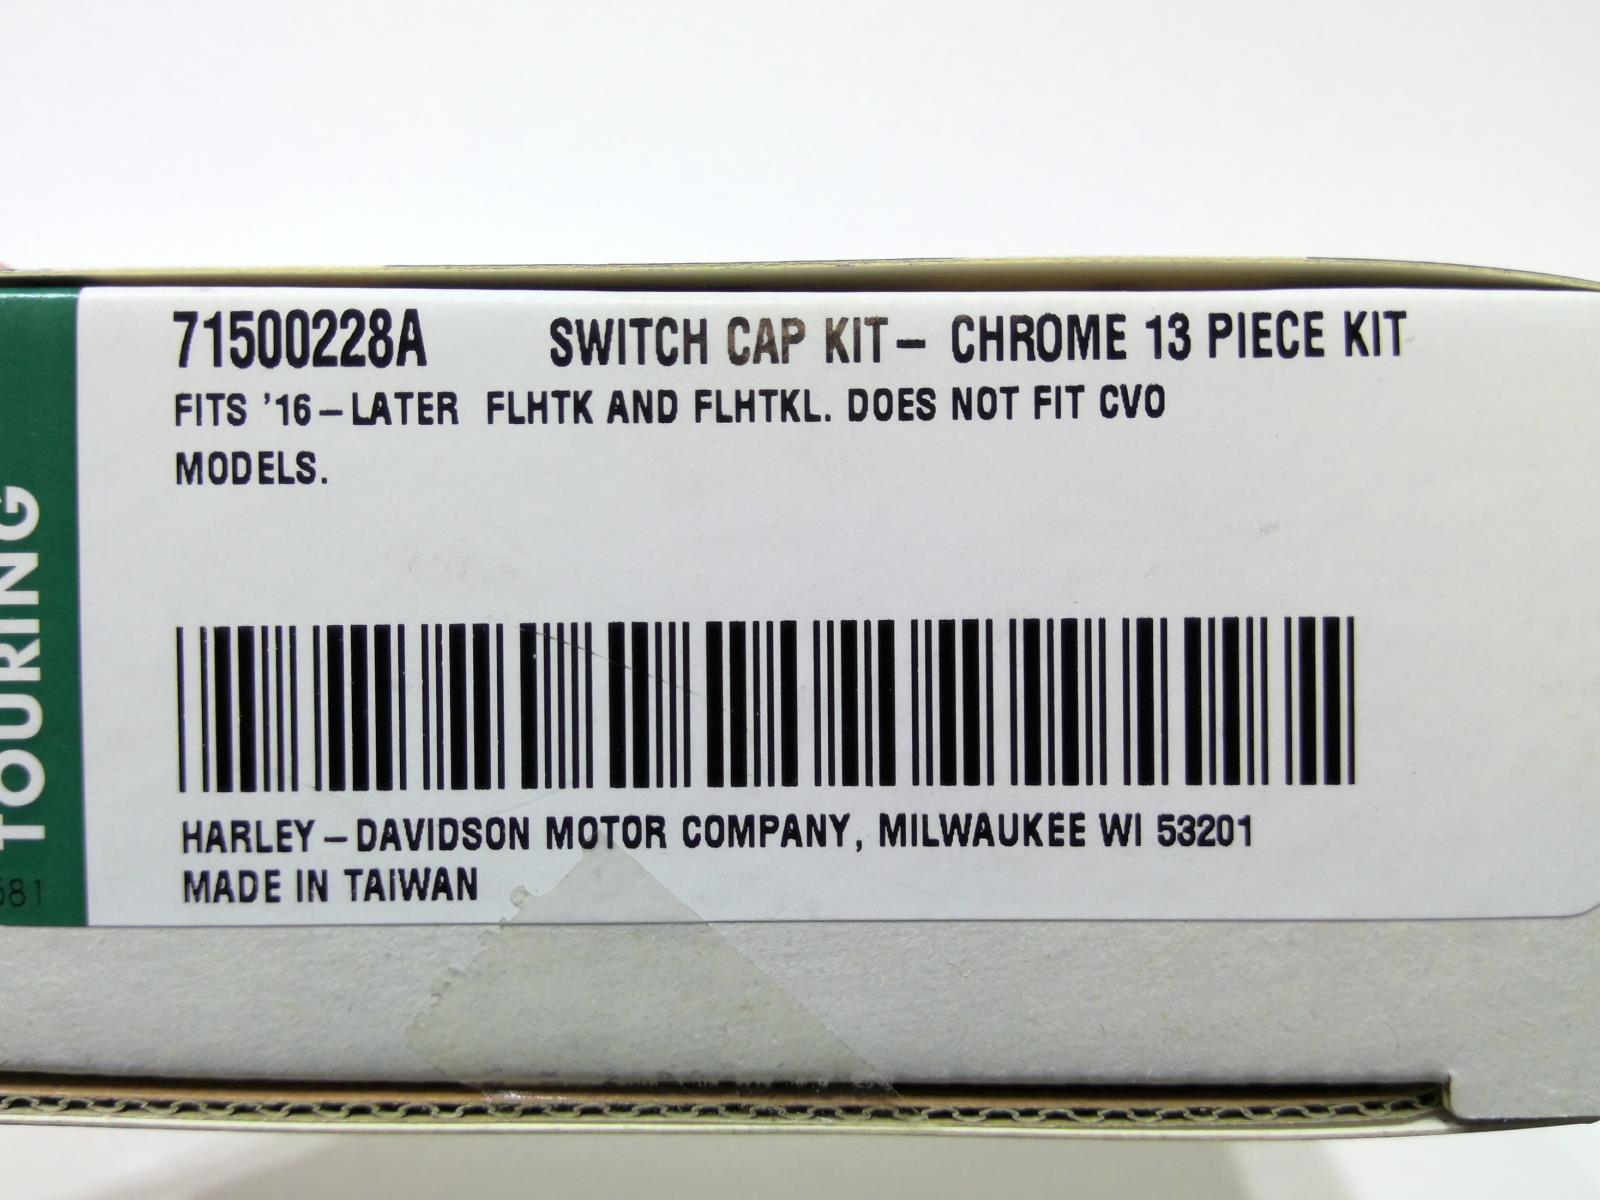 71500228A SWITCH CAP KIT- CHROME 13 PIECE KIT
FITS '16-LATER FLHTK AND FLHTKL. DOES NOT FIT CVO
MODELS.
HARLEY-DAVIDSON MOTOR COMPANY, MILWAUKEE WI 53201
MADE IN TAIWAN
TOURING